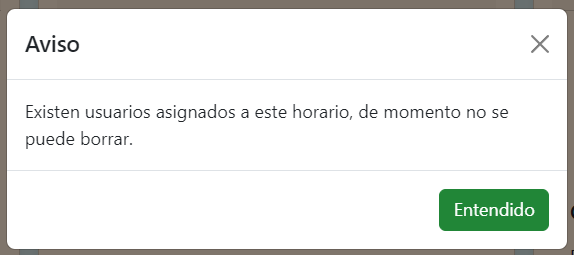 Aviso
Existen usuarios asignados a este horario, de momento no se
puede borrar.
Entendido